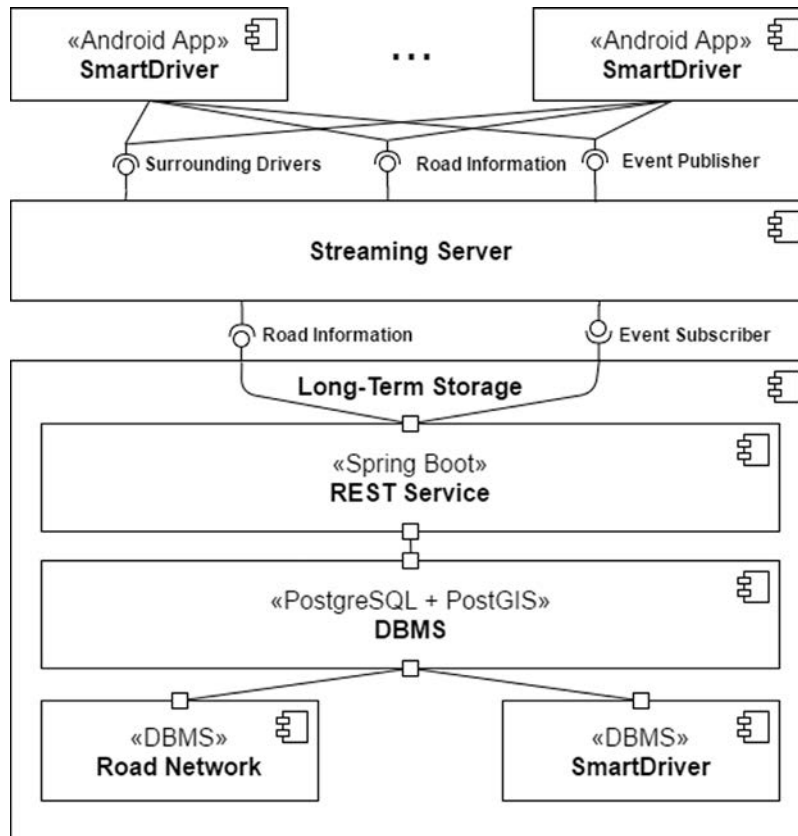 «Android App»
SmartDriver
...
«Android App»
SmartDriver
Surrounding Drivers
Road Information
Event Publisher
Streaming Server
Road Information
Event Subscriber
Long-Term Storage
«Spring Boot»
REST Service
«PostgreSQL + PostGIS»
DBMS
«DBMS»
Road Network
«DBMS»
SmartDriver